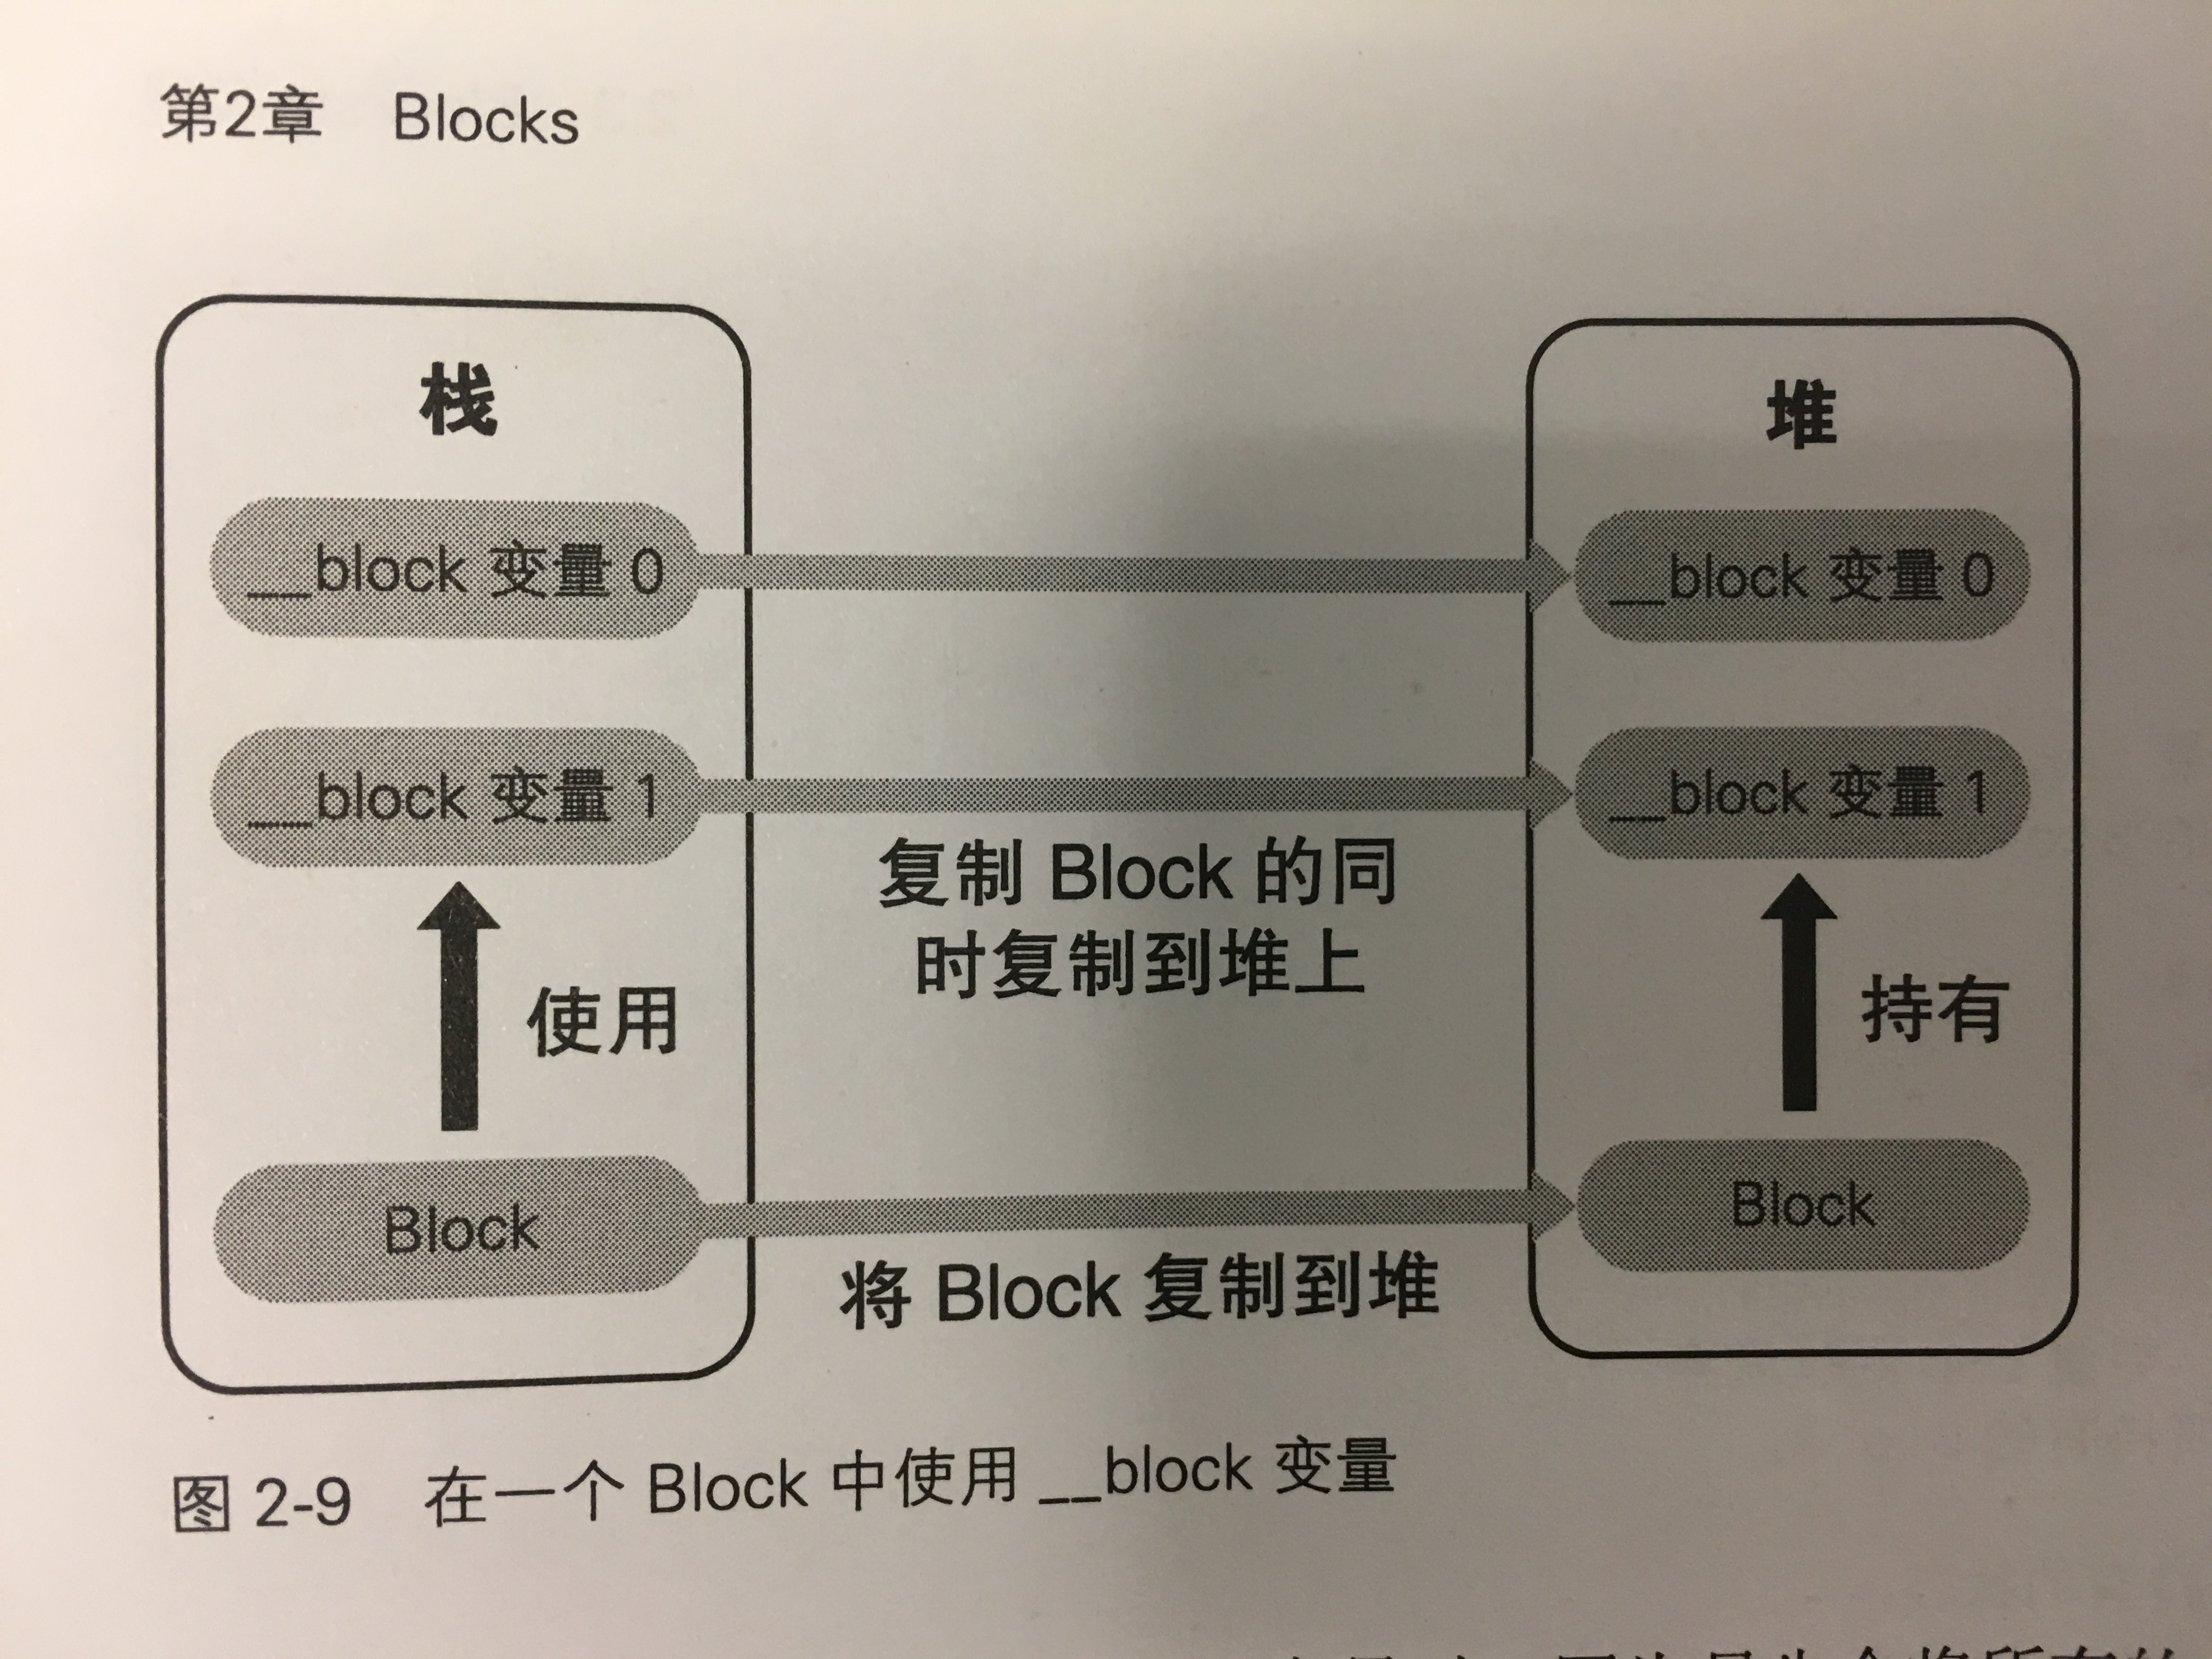 第2章 Blocks
栈
堆
__block 变量 0
__block 变量 0
__block 变量 1
__block 变量 1
复制 Block 的同
时复制到堆上
使用
持有
Block
Block
将 Block 复制到堆
图 2-9 在一个 Block 中使用 __block 变量